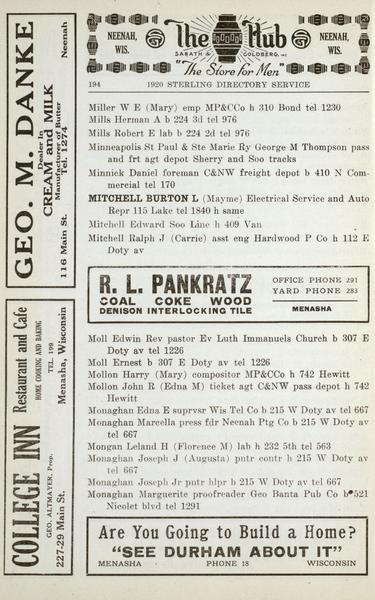 NEENAH, WIS.
The Hub
SABATH & GOLDBERG, INC
"The Store for Men"
NEENAH, WIS.
194 1920 STERLING DIRECTORY SERVICE
Miller W E (Mary) emp MP&CCo h 310 Bond tel 1230
Mills Herman A b 224 3d tel 976
Mills Robert E lab b 224 2d tel 976
Minneapolis St Paul & Ste Marie Ry George M Thompson pass
and frt agt depot Sherry and Soo tracks
Minnick Daniel foreman C&NW freight depot b 410 N Com-
mercial tel 170
MITCHELL BURTON L (Mayme) Electrical Service and Auto
Repr 115 Lake tel 1840 h same
Mitchell Edward Soo Line h 409 Van
Mitchell Ralph J (Carrie) asst eng Hardwood P Co h 112 E
Doty av
R. L. PANKRATZ
COAL COKE WOOD
DENISON INTERLOCKING TILE
OFFICE PHONE 291
YARD PHONE 283
MENASHA
Moll Edwin Rev pastor Ev Luth Immanuels Church b 307 E
Doty av tel 1226
Moll Ernest b 307 E Doty av tel 1226
Mollon Harry (Mary) compositor MP&CCo h 742 Hewitt
Mollon John R (Edna M) ticket agt C&NW pass depot h 742
Hewitt
Monaghan Edna E suprvsr Wis Tel Co b 215 W Doty av tel 667
Monaghan Marcella press fdr Neenah Ptg Co b 215 W Doty av
tel 667
Mongan Leland H (Florence M) lab h 232 5th tel 563
Monaghan Joseph J (Augusta) pntr contr h 215 W Doty av
tel 667
Monaghan Joseph Jr pntr hlpr b 215 W Doty av tel 667
Monaghan Marguerite proofreader Geo Banta Pub Co b 521
Nicolet blvd tel 1291
Are You Going to Build a Home?
"SEE DURHAM ABOUT IT"
MENASHA PHONE 18 WISCONSIN
GEO. M. DANKE
Dealer in
CREAM and MILK
Manufacturer of Butter
Tel. 1274
116 Main St. Neenah
COLLEGE INN Restaurant and Cafe
HOME COOKING AND BAKING
GEO. ALTMAYER, Prop. TEL. 199
227-29 Main St. Menasha, Wisconsin